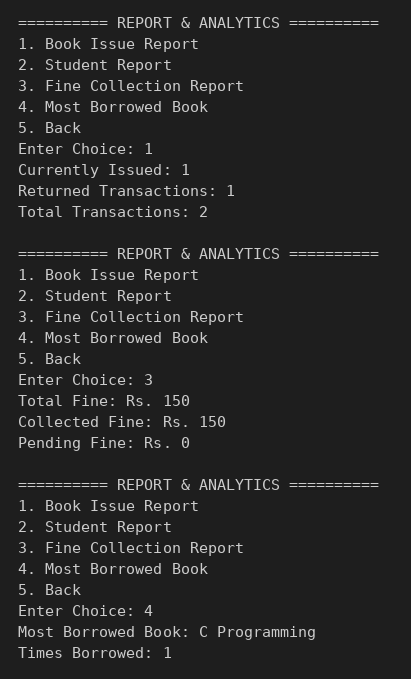 ========== REPORT & ANALYTICS ==========
1. Book Issue Report
2. Student Report
3. Fine Collection Report
4. Most Borrowed Book
5. Back
Enter Choice: 1
Currently Issued: 1
Returned Transactions: 1
Total Transactions: 2

========== REPORT & ANALYTICS ==========
1. Book Issue Report
2. Student Report
3. Fine Collection Report
4. Most Borrowed Book
5. Back
Enter Choice: 3
Total Fine: Rs. 150
Collected Fine: Rs. 150
Pending Fine: Rs. 0

========== REPORT & ANALYTICS ==========
1. Book Issue Report
2. Student Report
3. Fine Collection Report
4. Most Borrowed Book
5. Back
Enter Choice: 4
Most Borrowed Book: C Programming
Times Borrowed: 1